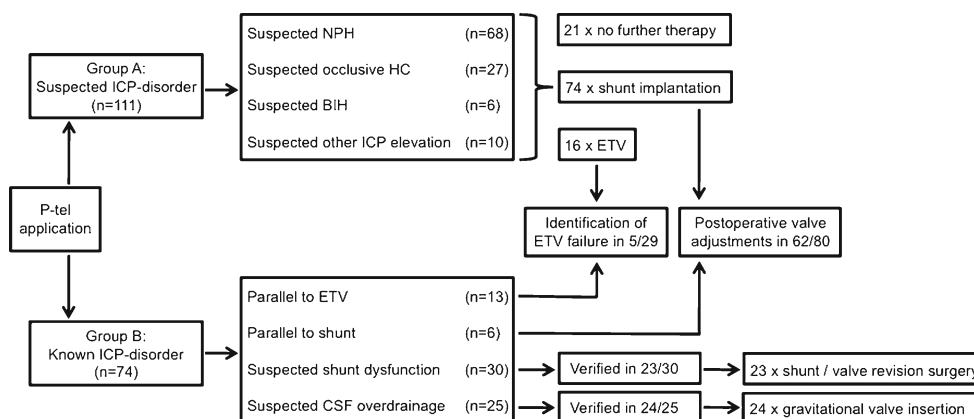 P-tel
application
Group A:
Suspected ICP-disorder
(n=111)
Suspected NPH (n=68)
Suspected occlusive HC (n=27)
Suspected BIH (n=6)
Suspected other ICP elevation (n=10)
21 x no further therapy
74 x shunt implantation
16 x ETV
Identification of
ETV failure in 5/29
Postoperative valve
adjustments in 62/80
Group B:
Known ICP-disorder
(n=74)
Parallel to ETV (n=13)
Parallel to shunt (n=6)
Suspected shunt dysfunction (n=30)
Suspected CSF overdrainage (n=25)
Verified in 23/30
23 x shunt / valve revision surgery
Verified in 24/25
24 x gravitational valve insertion